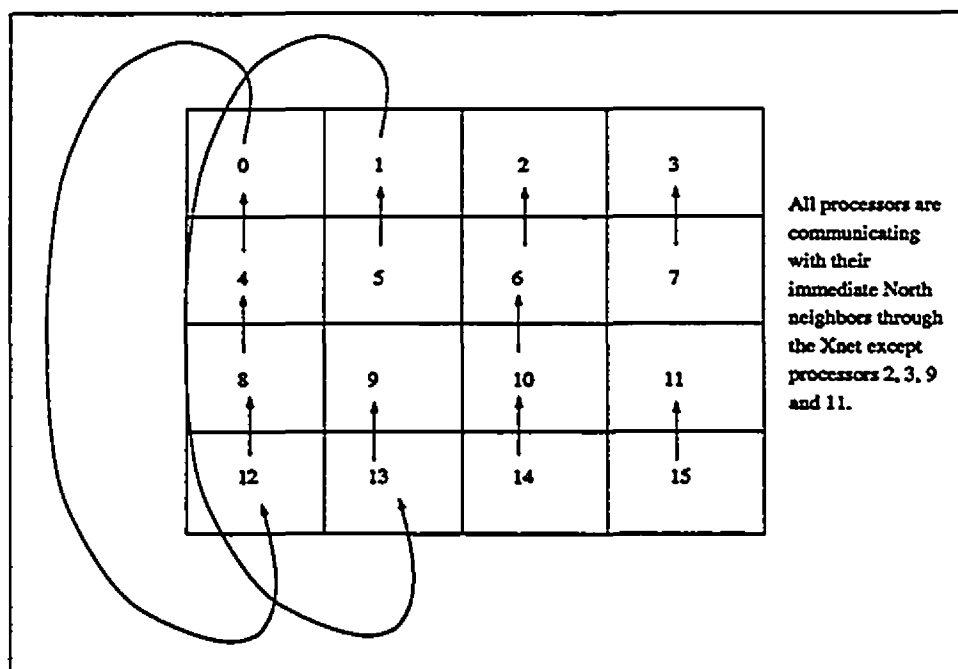 0 1 2 3
All processors are
communicating
with their
immediate North
neighbors through
the Xnet except
processors 2, 3, 9
and 11.
4 5 6 7
8 9 10 11
12 13 14 15